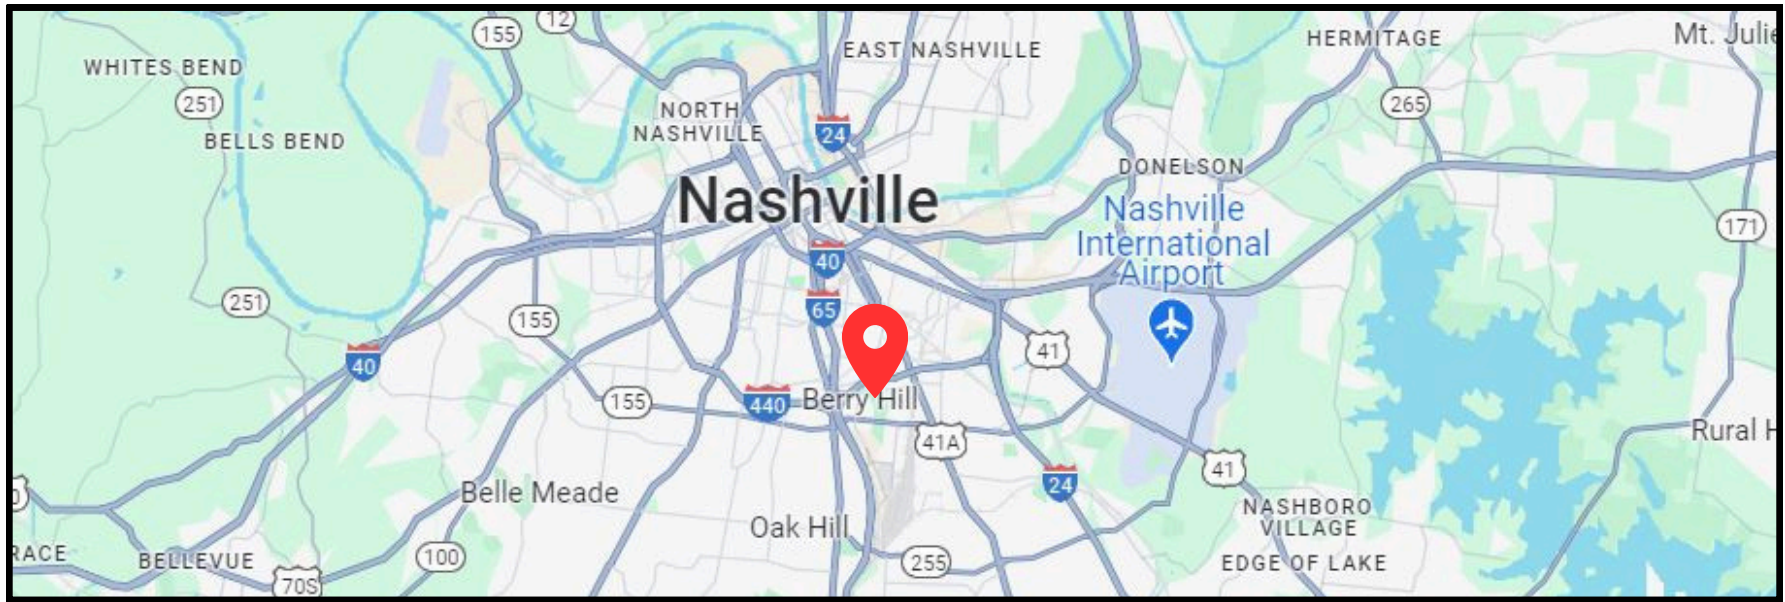 155
12
EAST NASHVILLE
HERMITAGE
Mt. Julie
WHITES BEND
251
NORTH
NASHVILLE
24
265
BELLS BEND
DONELSON
Nashville
Nashville
International
Airport
171
40
251
65
155
41
40
155
440
Berry Hill
41A
Rural H
41
24
Belle Meade
NASHBORO
VILLAGE
Oak Hill
RACE
BELLEVUE
100
255
EDGE OF LAKE
70S